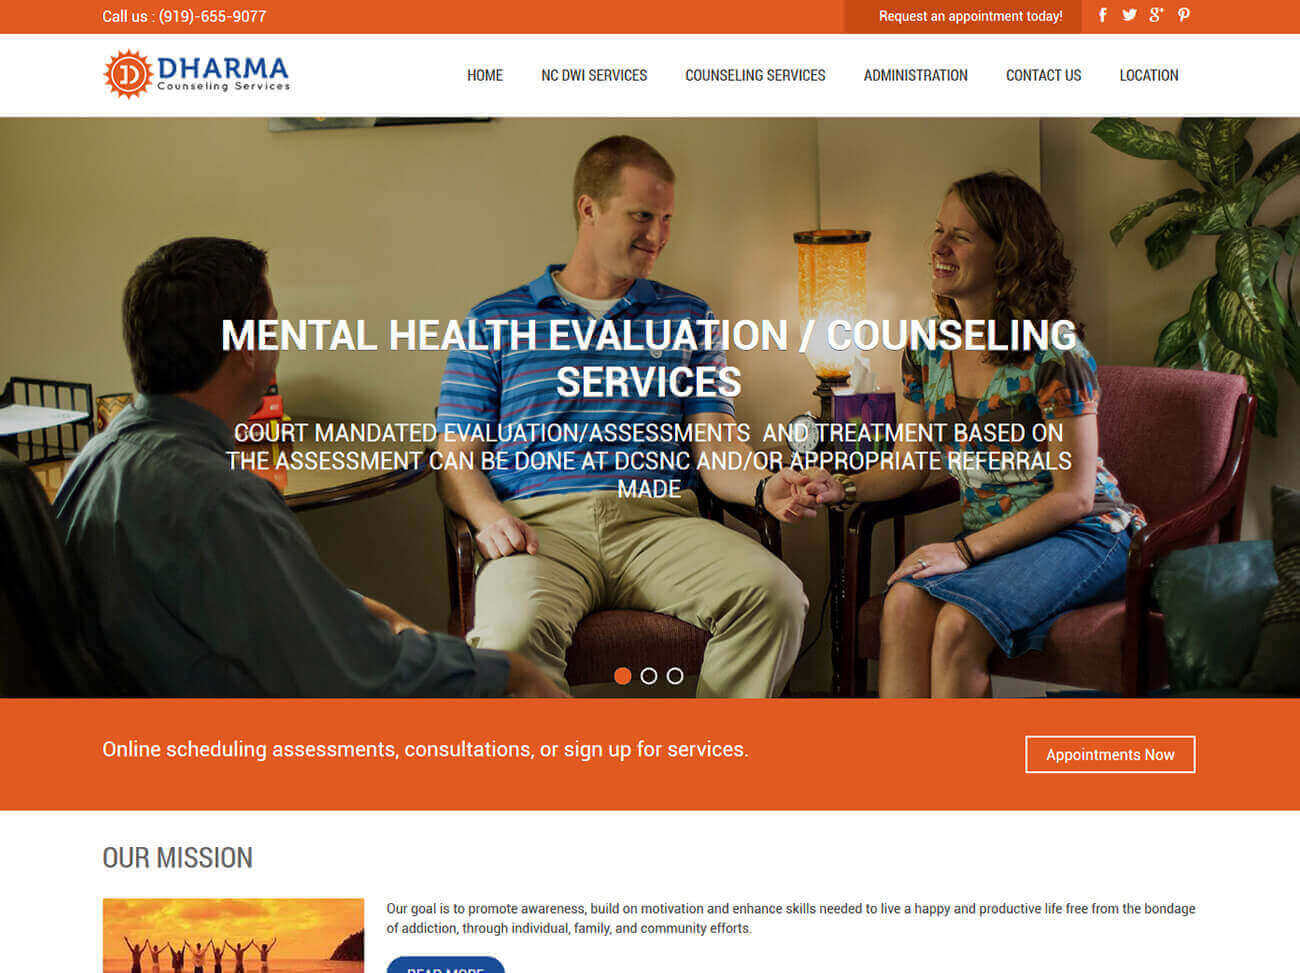 Call us : (919)-655-9077
Request an appointment today!
DHARMA
Counseling Services
HOME
NC DWI SERVICES
COUNSELING SERVICES
ADMINISTRATION
CONTACT US
LOCATION
MENTAL HEALTH EVALUATION / COUNSELING
SERVICES
COURT MANDATED EVALUATION/ASSESSMENTS AND TREATMENT BASED ON
THE ASSESSMENT CAN BE DONE AT DCSNC AND/OR APPROPRIATE REFERRALS
MADE
Online scheduling assessments, consultations, or sign up for services.
Appointments Now
OUR MISSION
Our goal is to promote awareness, build on motivation and enhance skills needed to live a happy and productive life free from the bondage
of addiction, through individual, family, and community efforts.
READ MORE